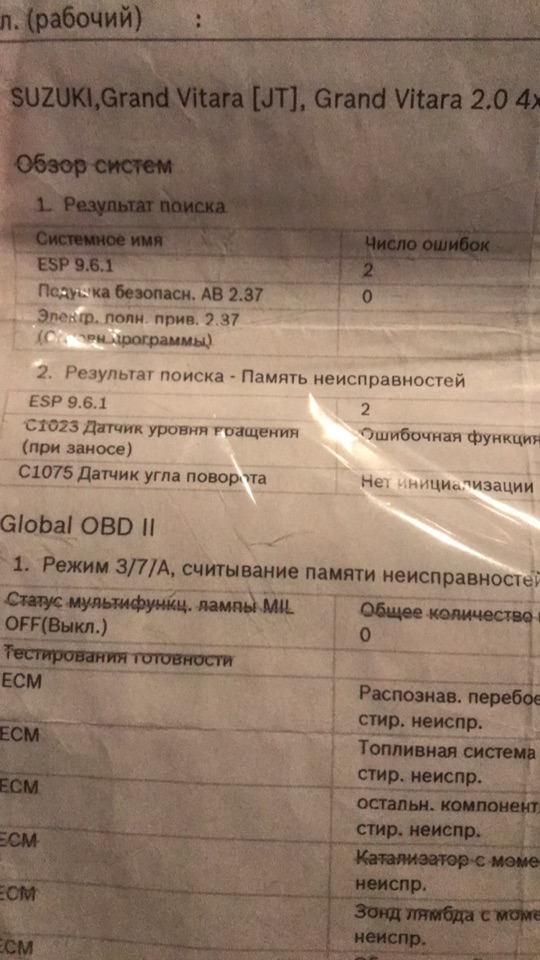 л. (рабочий) :
SUZUKI,Grand Vitara [JT], Grand Vitara 2.0 4x
Обзор систем
1. Результат поиска
Системное имя Число ошибок
ESP 9.6.1 2
Подушка безопасн. AB 2.37 0
Электр. полн. прив. 2.37
программы)
2. Результат поиска - Память неисправностей
ESP 9.6.1 2
C1023 Датчик уровня вращения Ошибочная функция
(при заносе)
C1075 Датчик угла поворота Нет инициализации
Global OBD II
1. Режим 3/7/A, считывание памяти неисправностей
Статус мультифункц. лампы MIL Общее количество
OFF(Выкл.) 0
Тестирования готовности
ECM Распознав. перебое
стир. неиспр.
ECM Топливная система
стир. неиспр.
ECM остальн. компонент
стир. неиспр.
ECM Катализатор с моме
неиспр.
ECM Зонд лямбда с моме
неиспр.
ECM